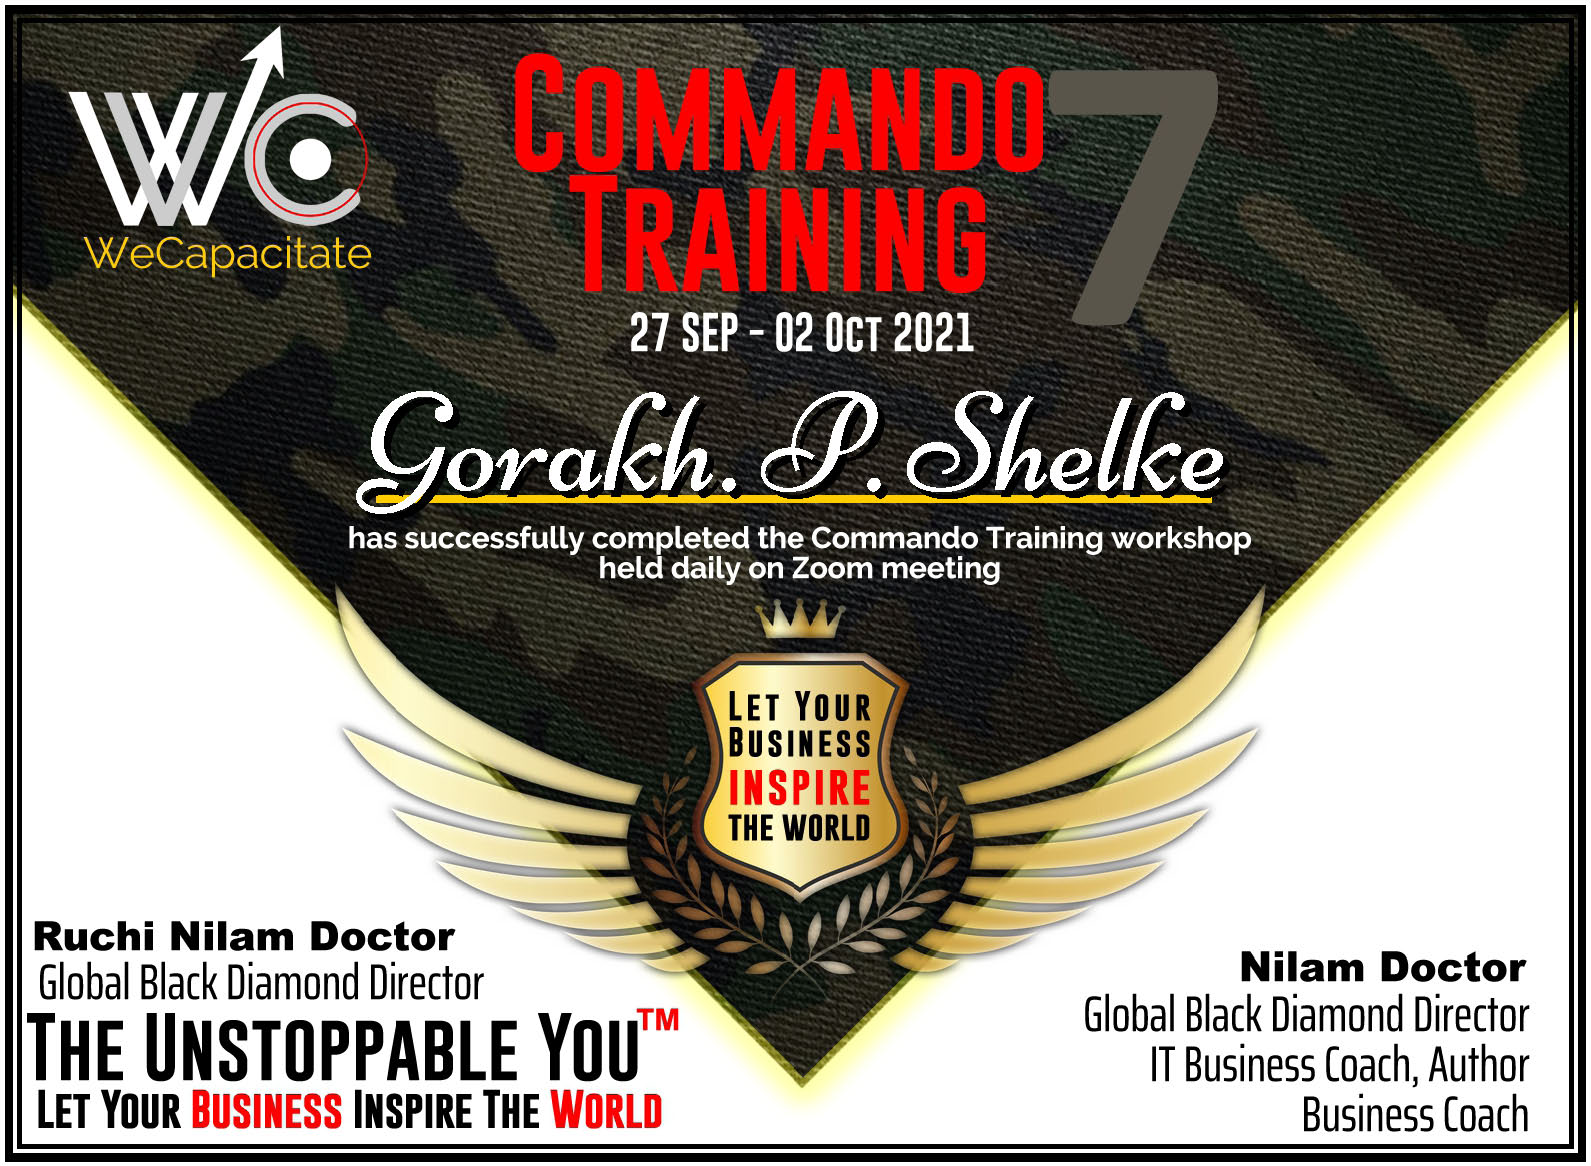 WC
WeCapacitate
COMMANDO 7
TRAINING
27 SEP - 02 OCT 2021
Gorakh. P. Shelke
has successfully completed the Commando Training workshop
held daily on Zoom meeting
LET YOUR
BUSINESS
INSPIRE
THE WORLD
Ruchi Nilam Doctor
Global Black Diamond Director
THE UNSTOPPABLE YOU™
LET YOUR BUSINESS INSPIRE THE WORLD
Nilam Doctor
Global Black Diamond Director
IT Business Coach, Author
Business Coach